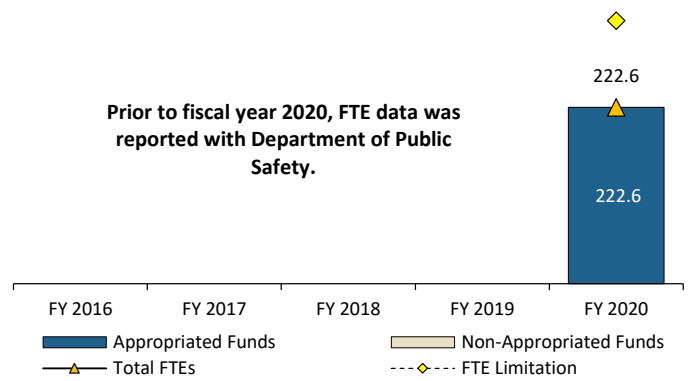 222.6
Prior to fiscal year 2020, FTE data was
reported with Department of Public
Safety.
222.6
FY 2016 FY 2017 FY 2018 FY 2019 FY 2020
Appropriated Funds Non-Appropriated Funds
Total FTEs FTE Limitation